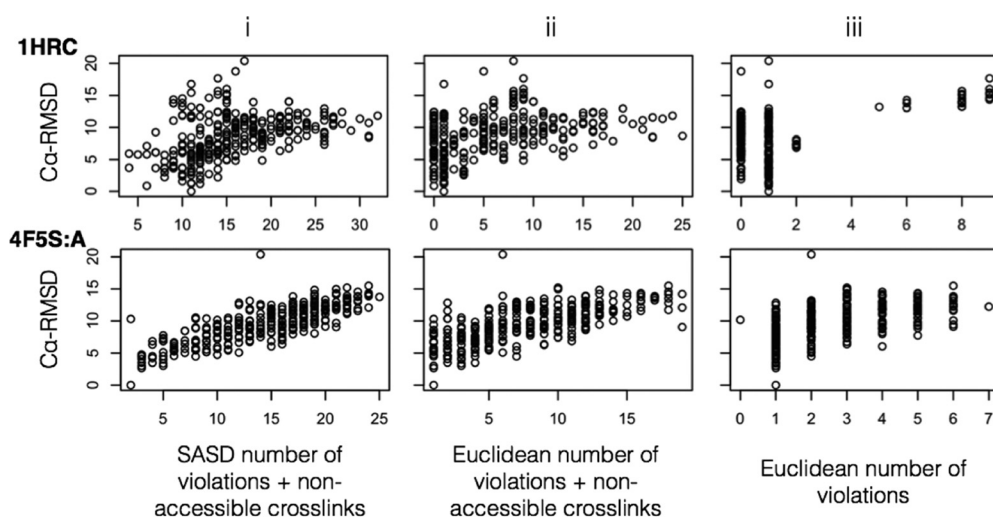 i ii iii
1HRC
Cα-RMSD
20
15
10
5
0
5 10 15 20 25 30
0 5 10 15 20 25
0 2 4 6 8
4F5S:A
Cα-RMSD
20
15
10
5
0
5 10 15 20 25
5 10 15
0 1 2 3 4 5 6 7
SASD number of
violations + non-
accessible crosslinks
Euclidean number of
violations + non-
accessible crosslinks
Euclidean number of
violations